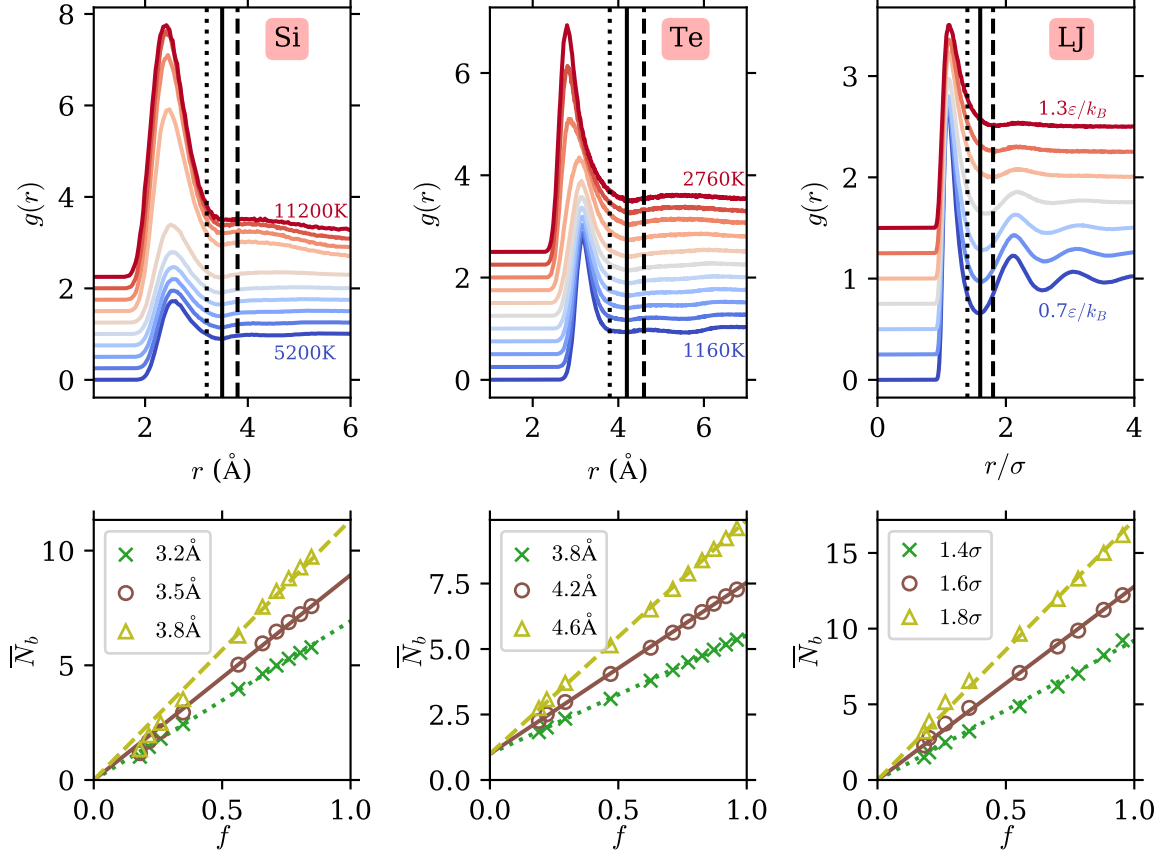 Si
Te
LJ
8
6
4
2
0
g(r)
11200K
5200K
2 4 6
r (Å)
6
4
2
0
g(r)
2760K
1160K
2 4 6
r (Å)
3
2
1
0
g(r)
1.3ε/k_B
0.7ε/k_B
0 2 4
r/σ
10
5
0
N̅_b
3.2Å
3.5Å
3.8Å
0.0 0.5 1.0
f
7.5
5.0
2.5
0.0
N̅_b
3.8Å
4.2Å
4.6Å
0.0 0.5 1.0
f
15
10
5
0
N̅_b
1.4σ
1.6σ
1.8σ
0.0 0.5 1.0
f